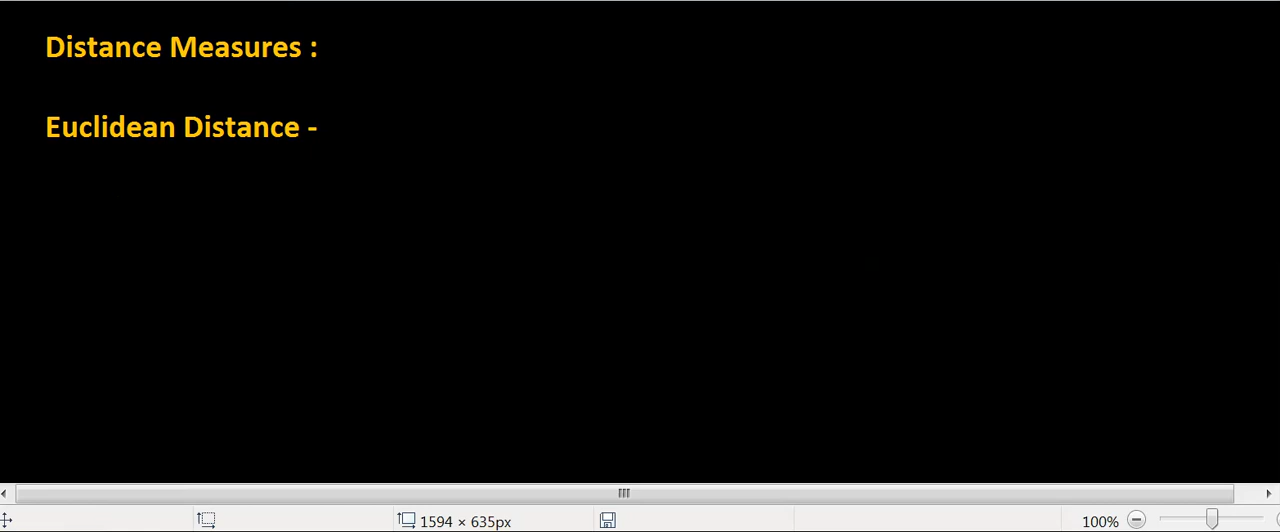 Distance Measures :
Euclidean Distance -
1594 × 635px
100%